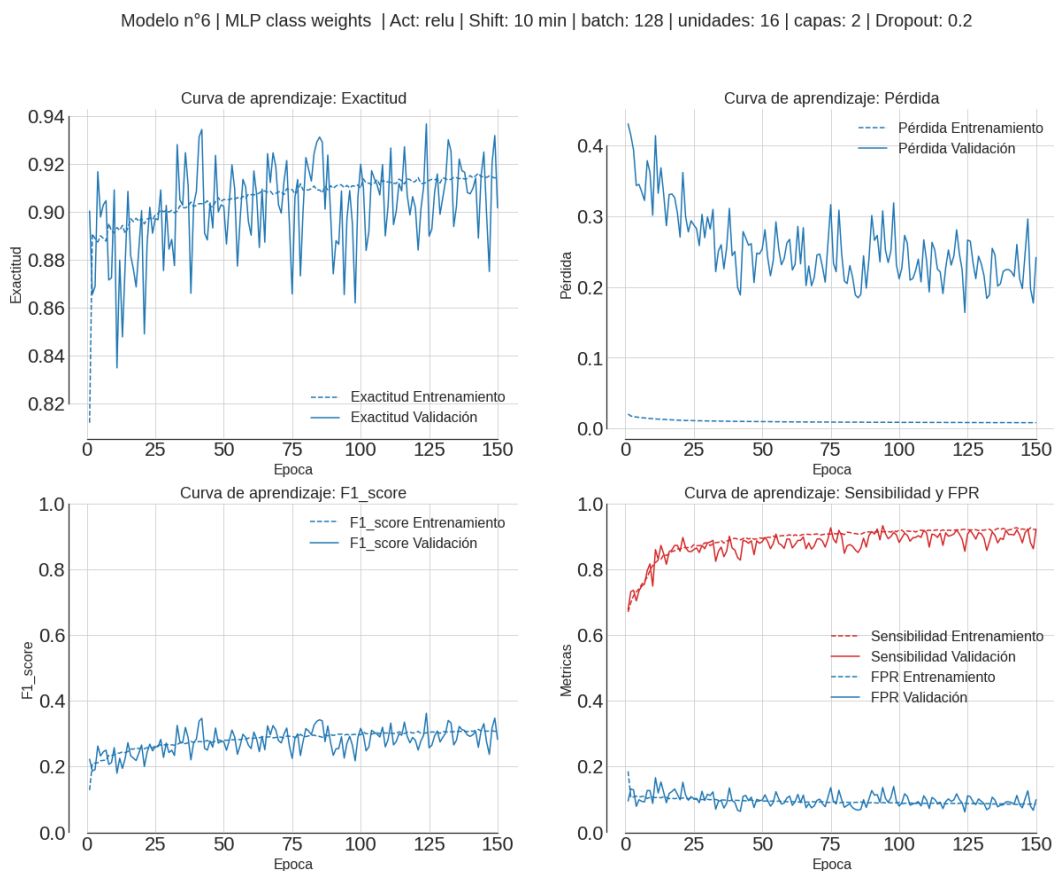 Modelo n°6 | MLP class weights | Act: relu | Shift: 10 min | batch: 128 | unidades: 16 | capas: 2 | Dropout: 0.2
Curva de aprendizaje: Exactitud
0.94
0.92
0.90
0.88
0.86
0.84
0.82
Exactitud
Exactitud Entrenamiento
Exactitud Validación
0 25 50 75 100 125 150
Epoca
Curva de aprendizaje: Pérdida
0.4
0.3
0.2
0.1
0.0
Pérdida
Pérdida Entrenamiento
Pérdida Validación
0 25 50 75 100 125 150
Epoca
Curva de aprendizaje: F1_score
1.0
0.8
0.6
0.4
0.2
0.0
F1_score
F1_score Entrenamiento
F1_score Validación
0 25 50 75 100 125 150
Epoca
Curva de aprendizaje: Sensibilidad y FPR
1.0
0.8
0.6
0.4
0.2
0.0
Metricas
Sensibilidad Entrenamiento
Sensibilidad Validación
FPR Entrenamiento
FPR Validación
0 25 50 75 100 125 150
Epoca